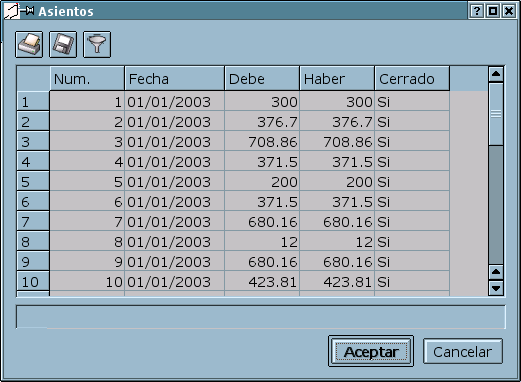 Asientos
Num. Fecha Debe Haber Cerrado
1 1 01/01/2003 300 300 Si
2 2 01/01/2003 376.7 376.7 Si
3 3 01/01/2003 708.86 708.86 Si
4 4 01/01/2003 371.5 371.5 Si
5 5 01/01/2003 200 200 Si
6 6 01/01/2003 371.5 371.5 Si
7 7 01/01/2003 680.16 680.16 Si
8 8 01/01/2003 12 12 Si
9 9 01/01/2003 680.16 680.16 Si
10 10 01/01/2003 423.81 423.81 Si
Aceptar Cancelar